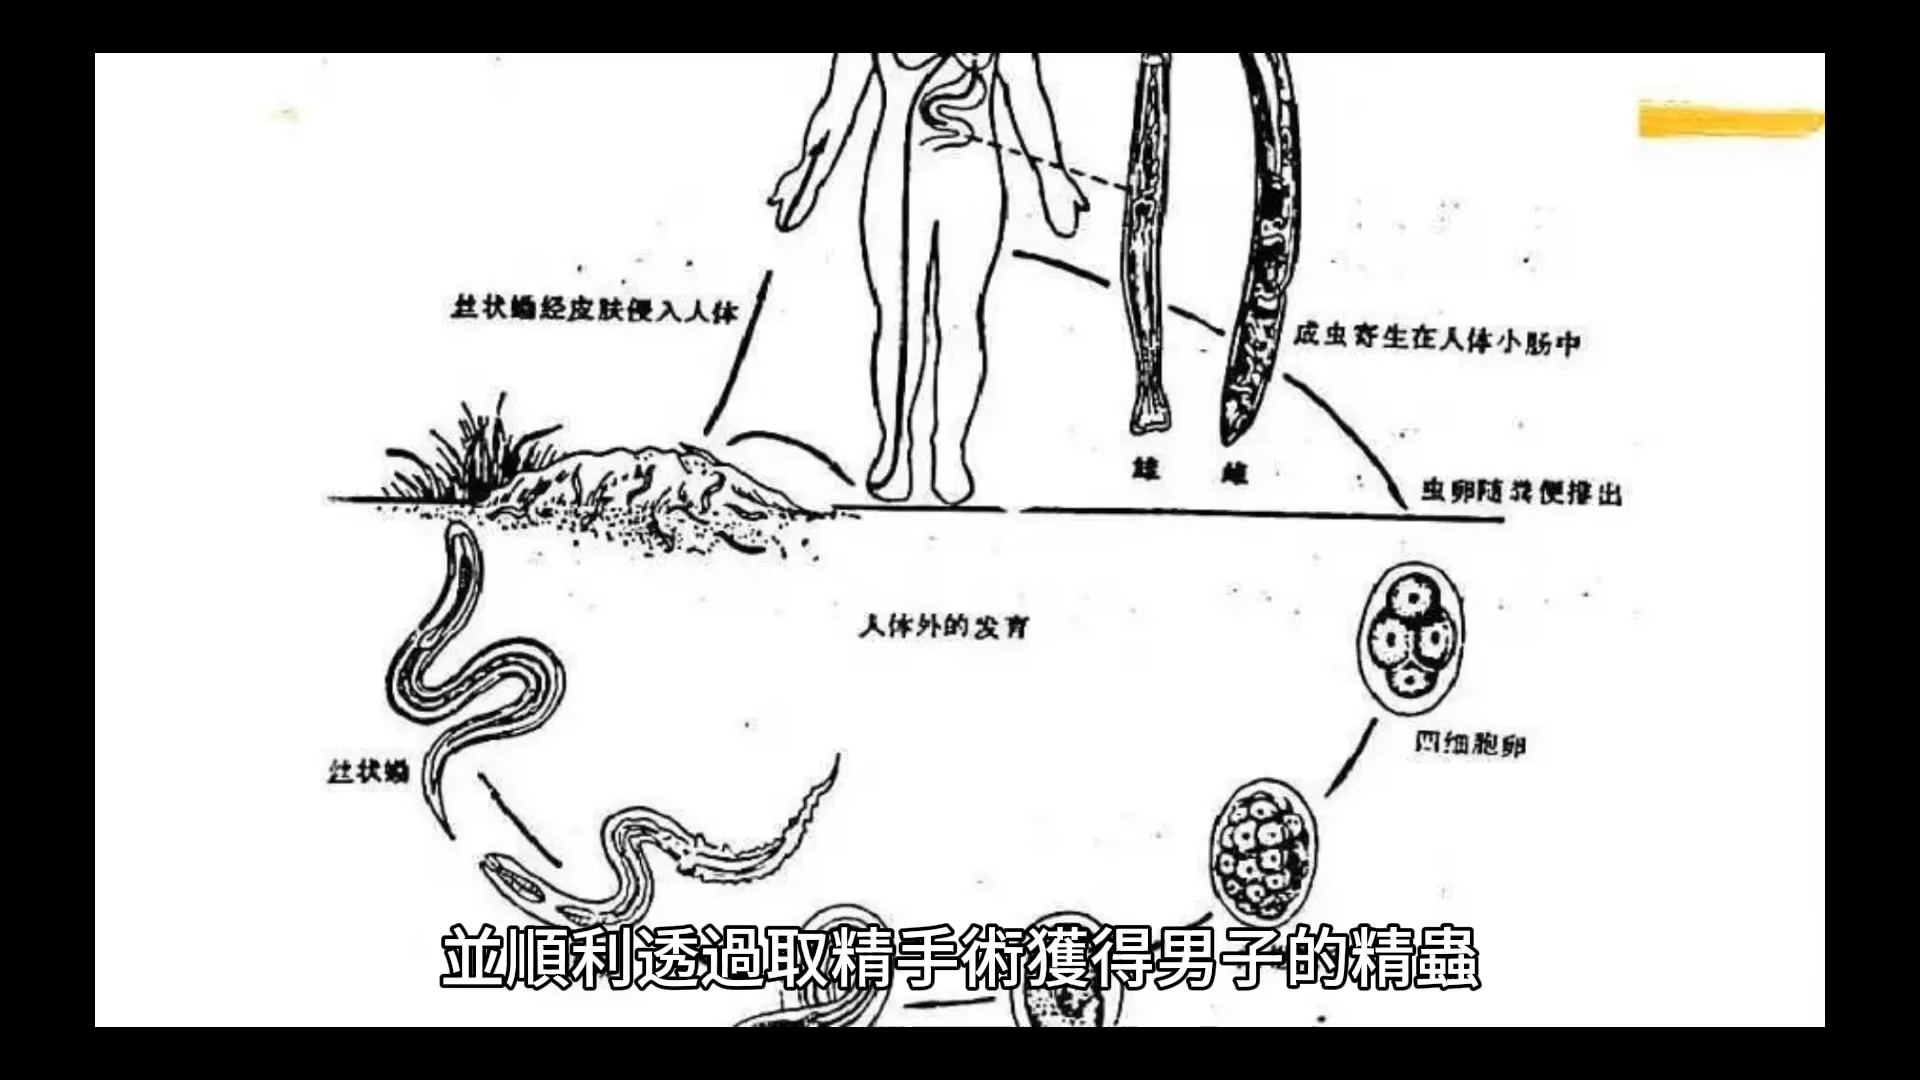 丝状蚴经皮肤侵入人体
成虫寄生在人体小肠中
雄
雌
虫卵随粪便排出
人体外的发育
四细胞卵
丝状蚴
並順利透過取精手術獲得男子的精蟲